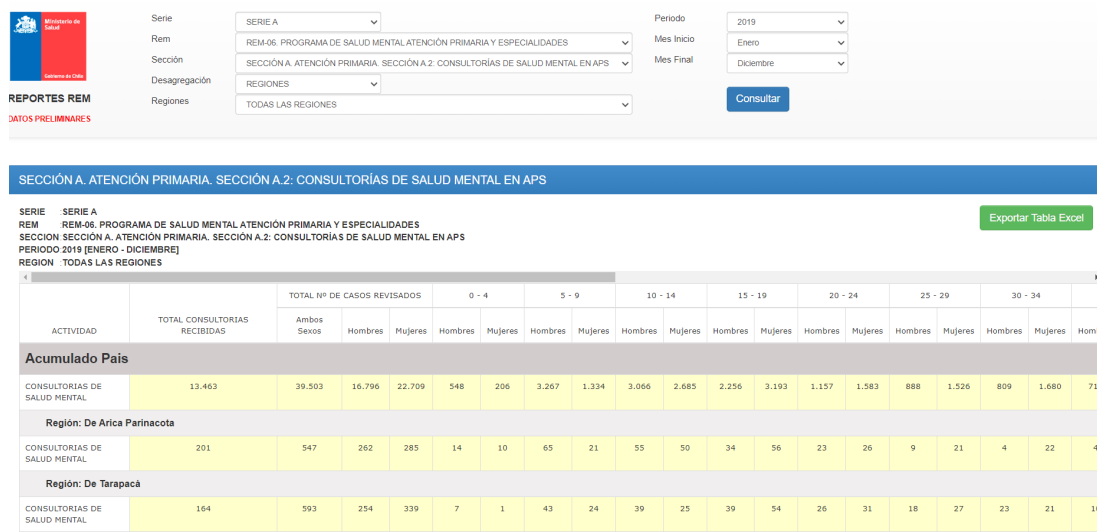 Ministerio de
Salud
Gobierno de Chile
REPORTES REM
DATOS PRELIMINARES
Serie SERIE A
Rem REM-06. PROGRAMA DE SALUD MENTAL ATENCIÓN PRIMARIA Y ESPECIALIDADES
Sección SECCIÓN A. ATENCIÓN PRIMARIA. SECCIÓN A.2: CONSULTORÍAS DE SALUD MENTAL EN APS
Desagregación REGIONES
Regiones TODAS LAS REGIONES
Periodo 2019
Mes Inicio Enero
Mes Final Diciembre
Consultar
SECCIÓN A. ATENCIÓN PRIMARIA. SECCIÓN A.2: CONSULTORÍAS DE SALUD MENTAL EN APS
SERIE :SERIE A
REM :REM-06. PROGRAMA DE SALUD MENTAL ATENCIÓN PRIMARIA Y ESPECIALIDADES
SECCION:SECCIÓN A. ATENCIÓN PRIMARIA. SECCIÓN A.2: CONSULTORÍAS DE SALUD MENTAL EN APS
PERIODO:2019 [ENERO - DICIEMBRE]
REGION :TODAS LAS REGIONES
Exportar Tabla Excel
TOTAL Nº DE CASOS REVISADOS 0 - 4 5 - 9 10 - 14 15 - 19 20 - 24 25 - 29 30 - 34
ACTIVIDAD TOTAL CONSULTORIAS RECIBIDAS Ambos Sexos Hombres Mujeres Hombres Mujeres Hombres Mujeres Hombres Mujeres Hombres Mujeres Hombres Mujeres Hombres Mujeres Hombres Mujeres
Acumulado Pais
CONSULTORIAS DE SALUD MENTAL 13.463 39.503 16.796 22.709 548 206 3.267 1.334 3.066 2.685 2.256 3.193 1.157 1.583 888 1.526 809 1.680
Región: De Arica Parinacota
CONSULTORIAS DE SALUD MENTAL 201 547 262 285 14 10 65 21 55 50 34 56 23 26 9 21 4 22
Región: De Tarapacà
CONSULTORIAS DE SALUD MENTAL 164 593 254 339 7 1 43 24 39 25 39 54 26 31 18 27 23 21